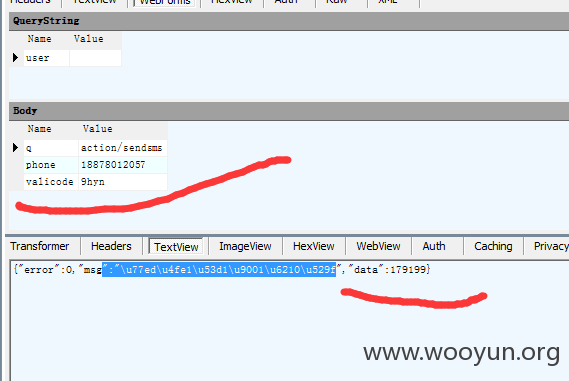 Headers TextView WebForms HexView Auth Raw XML
QueryString
Name Value
user
Body
Name Value
q action/sendsms
phone 18878012057
valicode 9hyn
Transformer Headers TextView ImageView HexView WebView Auth Caching Privacy
{"error":0,"msg":"\u77ed\u4fe1\u53d1\u9001\u6210\u529f","data":179199}
www.wooyun.org